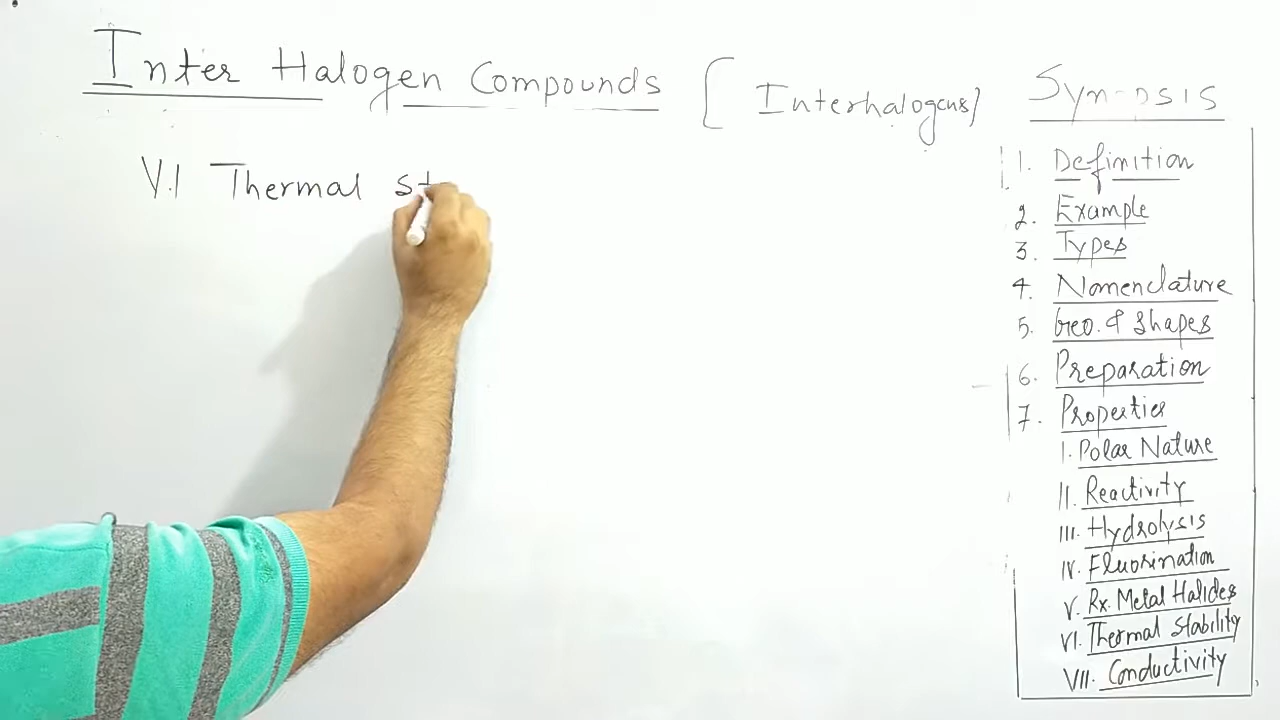 Inter Halogen Compounds [ Interhalogens]
V.I Thermal st
Synopsis
1. Definition
2. Example
3. Types
4. Nomenclature
5. Geo. & Shapes
6. Preparation
7. Properties
I. Polar Nature
II. Reactivity
III. Hydrolysis
IV. Fluorination
V. Rx. Metal Halides
VI. Thermal Stability
VII. Conductivity